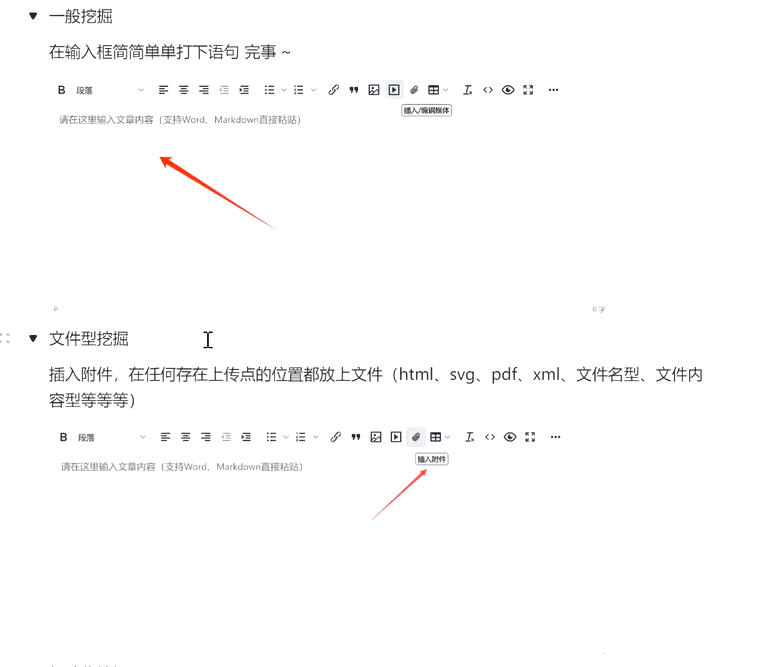 一般挖掘
在输入框简简单单打下语句 完事 ~
B 段落
插入/编辑媒体
请在这里输入文章内容（支持Word、Markdown直接粘贴）
P
0 字
文件型挖掘
插入附件，在任何存在上传点的位置都放上文件（html、svg、pdf、xml、文件名型、文件内
容型等等等）
B 段落
插入附件
请在这里输入文章内容（支持Word、Markdown直接粘贴）